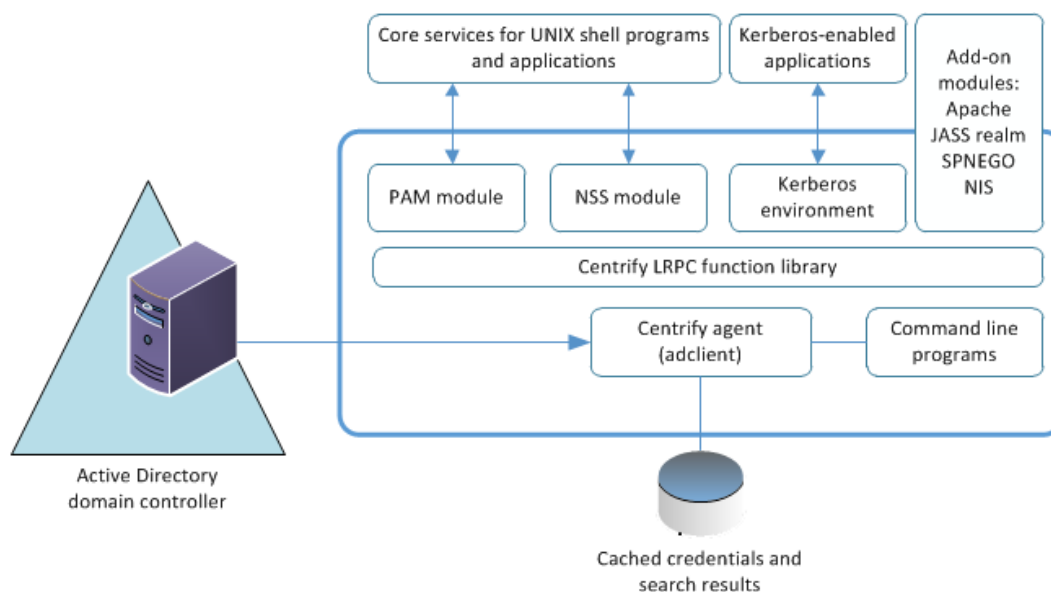 Core services for UNIX shell programs
and applications
Kerberos-enabled
applications
Add-on
modules:
Apache
JASS realm
SPNEGO
NIS
PAM module
NSS module
Kerberos
environment
Centrify LRPC function library
Centrify agent
(adclient)
Command line
programs
Active Directory
domain controller
Cached credentials and
search results